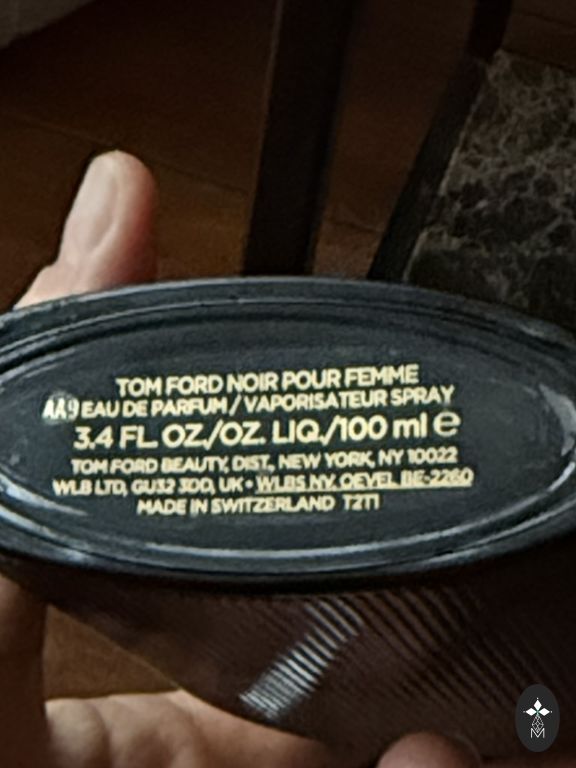 TOM FORD NOIR POUR FEMME
AA9 EAU DE PARFUM / VAPORISATEUR SPRAY
3.4 FL. OZ./OZ. LIQ./100 ml e
TOM FORD BEAUTY, DIST., NEW YORK, NY 10022
WLB LTD, GU32 3DD, UK • WLBS NV OEVEL BE-2260
MADE IN SWITZERLAND T2T1
M